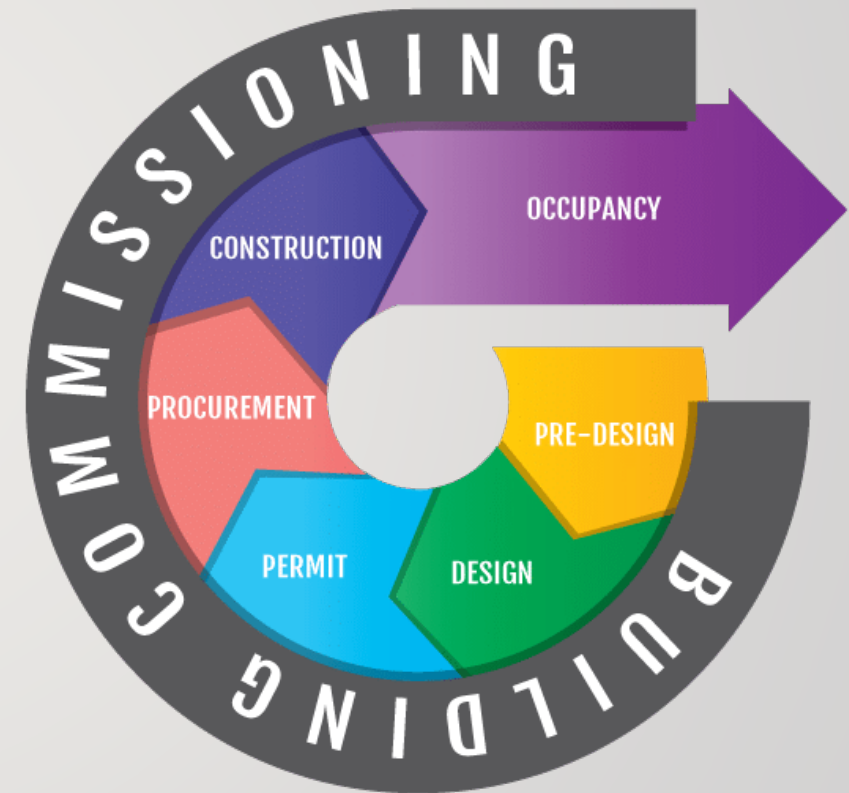 BUILDING COMMISSIONING
PRE-DESIGN
DESIGN
PERMIT
PROCUREMENT
CONSTRUCTION
OCCUPANCY